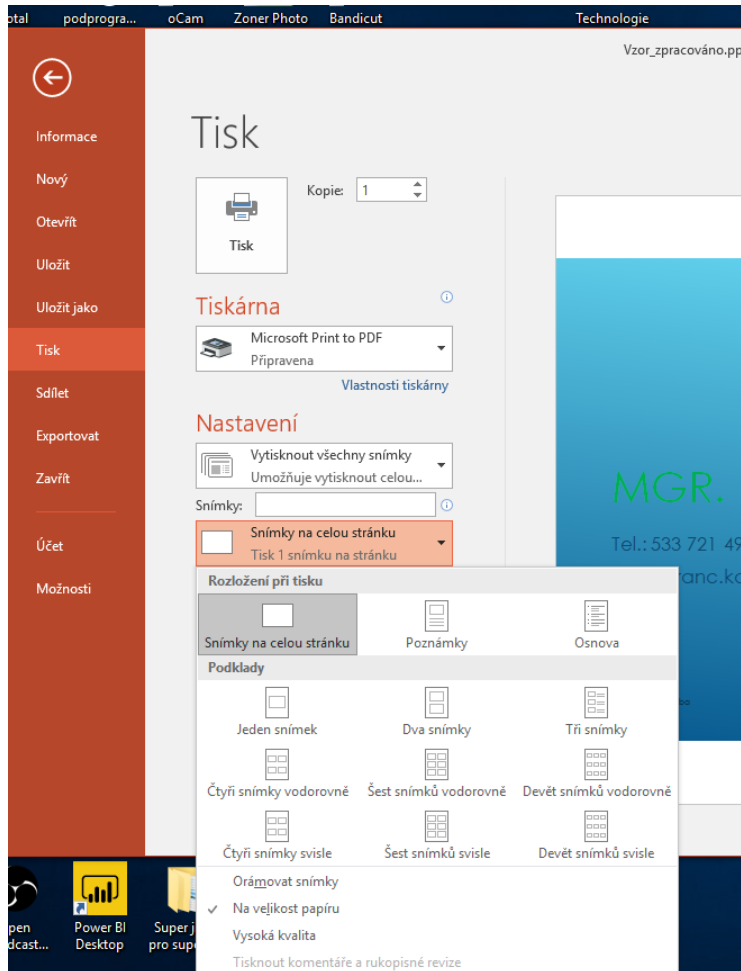 otal podprogra... oCam Zoner Photo Bandicut Technologie
Vzor_zpracováno.pp
Informace
Nový
Otevřít
Uložit
Uložit jako
Tisk
Sdílet
Exportovat
Zavřít
Účet
Možnosti
Tisk
Tisk
Kopie: 1
Tiskárna
Microsoft Print to PDF
Připravena
Vlastnosti tiskárny
Nastavení
Vytisknout všechny snímky
Umožňuje vytisknout celou...
Snímky:
Snímky na celou stránku
Tisk 1 snímku na stránku
Rozložení při tisku
Snímky na celou stránku Poznámky Osnova
Podklady
Jeden snímek Dva snímky Tři snímky
Čtyři snímky vodorovně Šest snímků vodorovně Devět snímků vodorovně
Čtyři snímky svisle Šest snímků svisle Devět snímků svisle
Orámovat snímky
Na velikost papíru
Vysoká kvalita
Tisknout komentáře a rukopisné revize
MGR.
Tel.: 533 721 49
anc.ko
pen Power BI Super j
dcast... Desktop pro supe